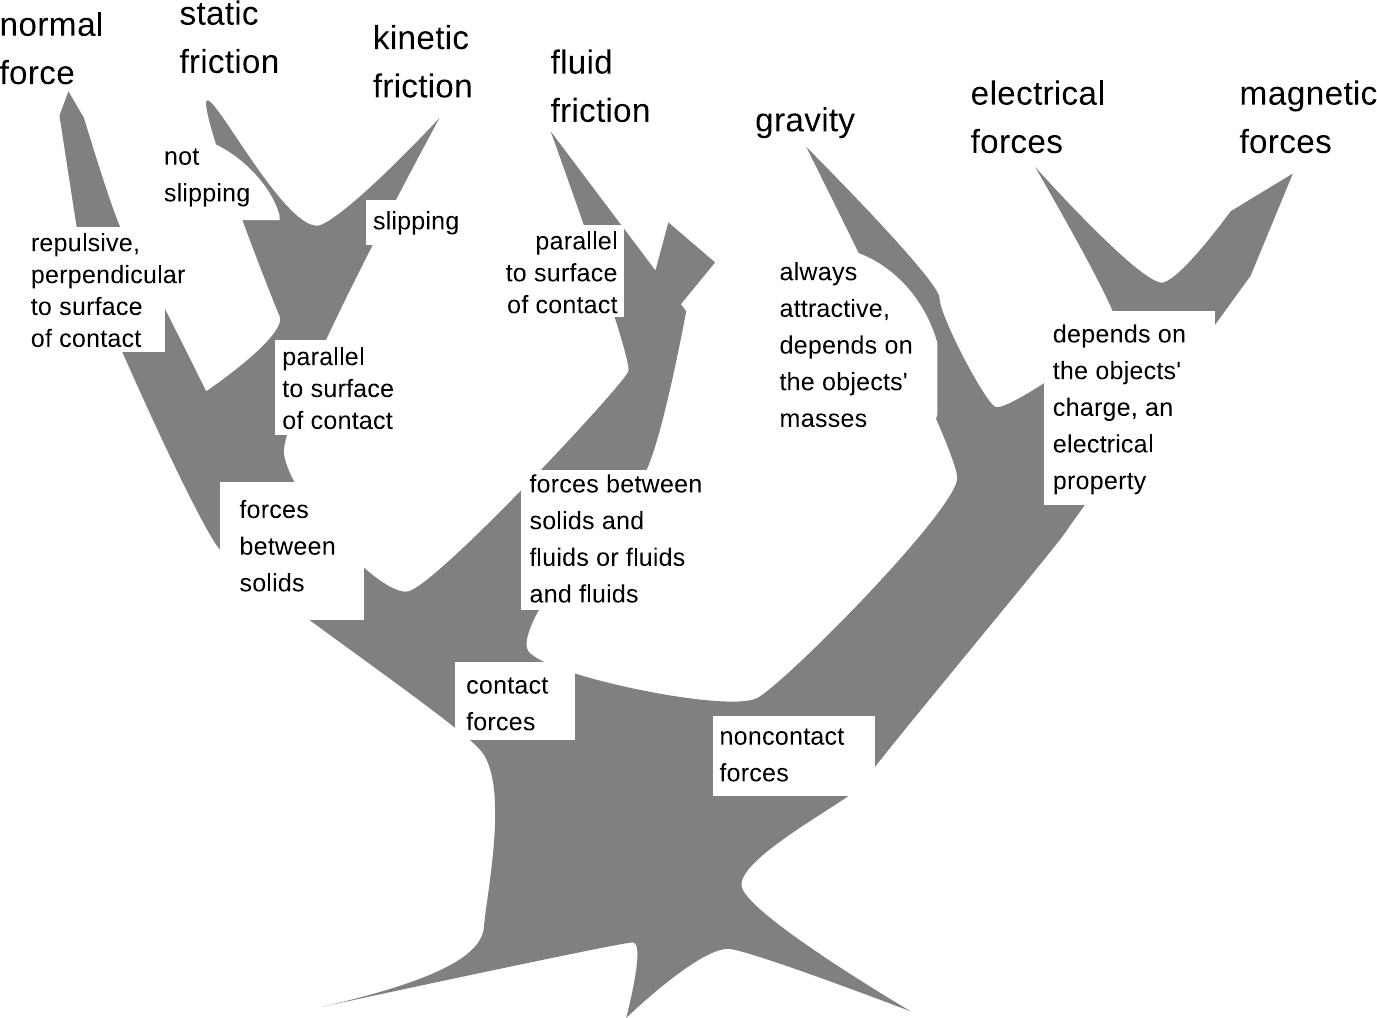 normal
force
static
friction
kinetic
friction
fluid
friction
gravity
electrical
forces
magnetic
forces
not
slipping
slipping
repulsive,
perpendicular
to surface
of contact
parallel
to surface
of contact
parallel
to surface
of contact
always
attractive,
depends on
the objects'
masses
depends on
the objects'
charge, an
electrical
property
forces
between
solids
forces between
solids and
fluids or fluids
and fluids
contact
forces
noncontact
forces